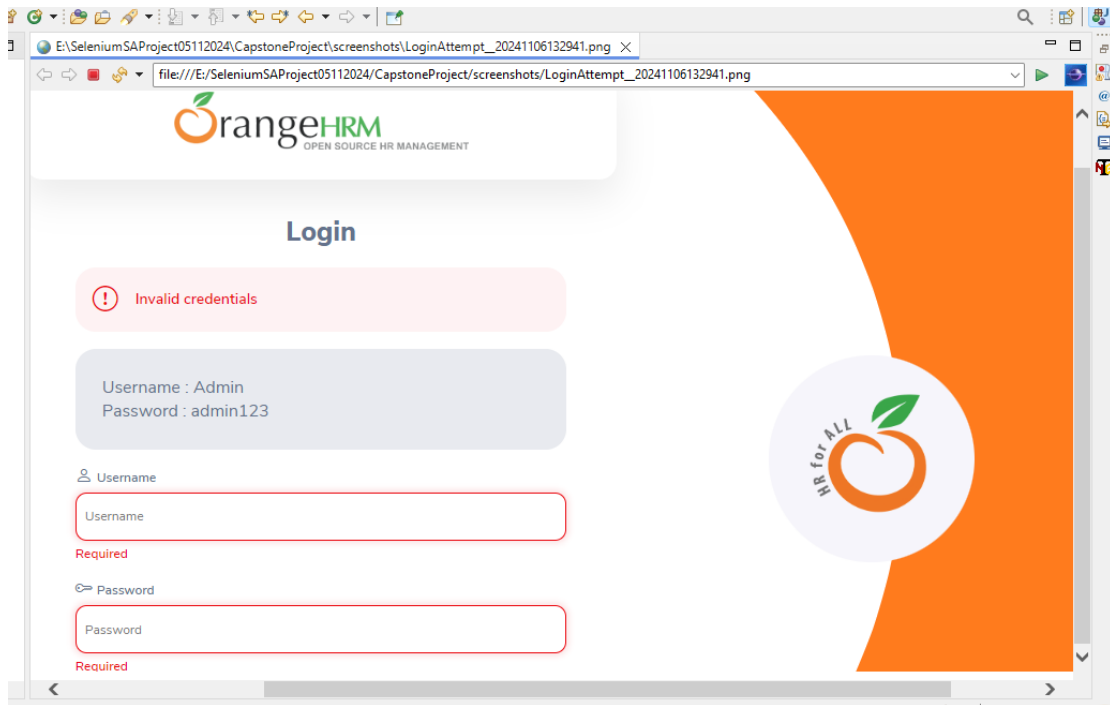 E:\SeleniumSAProject05112024\CapstoneProject\screenshots\LoginAttempt__20241106132941.png
file:///E:/SeleniumSAProject05112024/CapstoneProject/screenshots/LoginAttempt__20241106132941.png
OrangeHRM
OPEN SOURCE HR MANAGEMENT
Login
Invalid credentials
Username : Admin
Password : admin123
HR for ALL
Username
Username
Required
Password
Password
Required